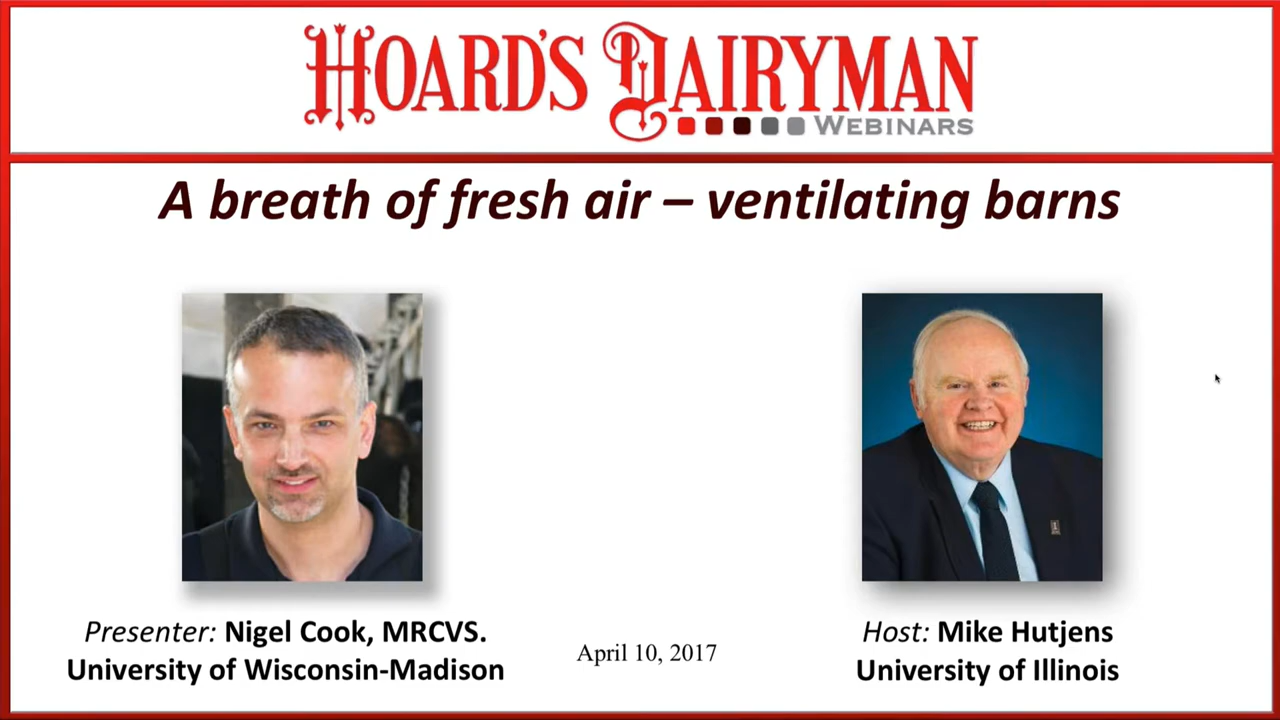 HOARD'S DAIRYMAN
WEBINARS
A breath of fresh air – ventilating barns
Presenter: Nigel Cook, MRCVS.
University of Wisconsin-Madison
April 10, 2017
Host: Mike Hutjens
University of Illinois